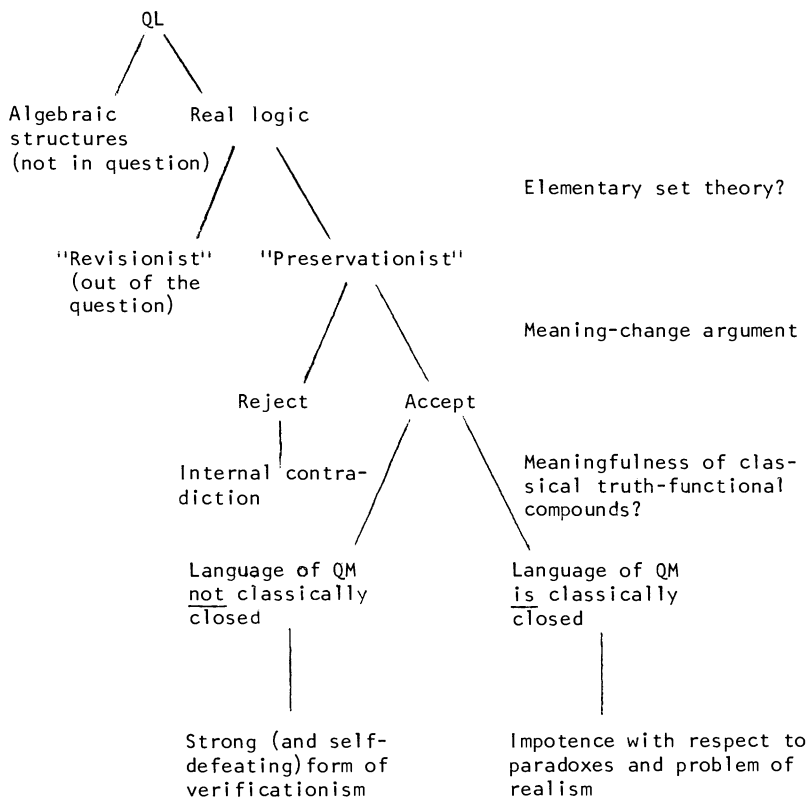 QL
Algebraic
structures
(not in question)
Real logic
Elementary set theory?
"Revisionist"
(out of the
question)
"Preservationist"
Meaning-change argument
Reject
Accept
Internal contra-
diction
Meaningfulness of clas-
sical truth-functional
compounds?
Language of QM
not classically
closed
Language of QM
is classically
closed
Strong (and self-
defeating)form of
verificationism
Impotence with respect to
paradoxes and problem of
realism